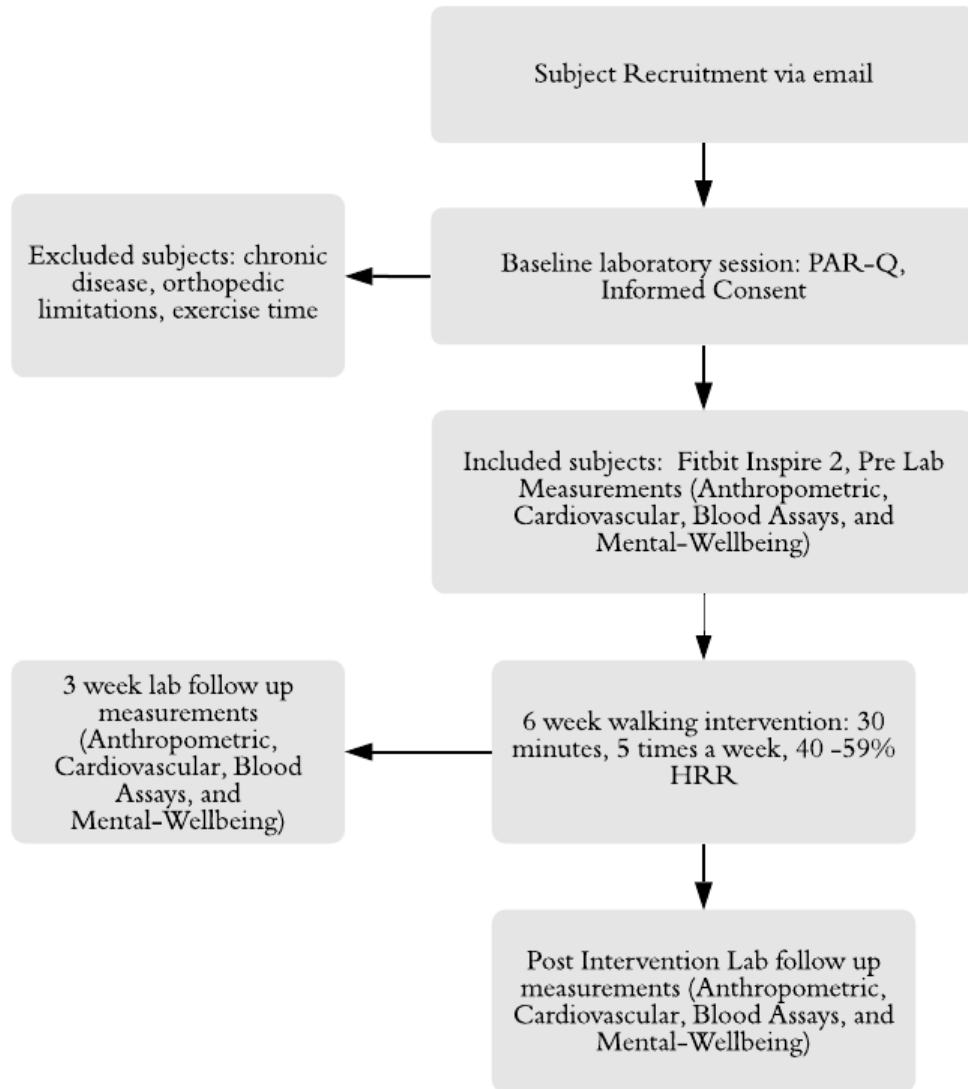 Subject Recruitment via email
Excluded subjects: chronic
disease, orthopedic
limitations, exercise time
Baseline laboratory session: PAR-Q,
Informed Consent
Included subjects:  Fitbit Inspire 2, Pre Lab
Measurements (Anthropometric,
Cardiovascular, Blood Assays, and
Mental-Wellbeing)
3 week lab follow up
measurements
(Anthropometric,
Cardiovascular, Blood
Assays, and
Mental-Wellbeing)
6 week walking intervention: 30
minutes, 5 times a week, 40 -59%
HRR
Post Intervention Lab follow up
measurements (Anthropometric,
Cardiovascular, Blood Assays, and
Mental-Wellbeing)